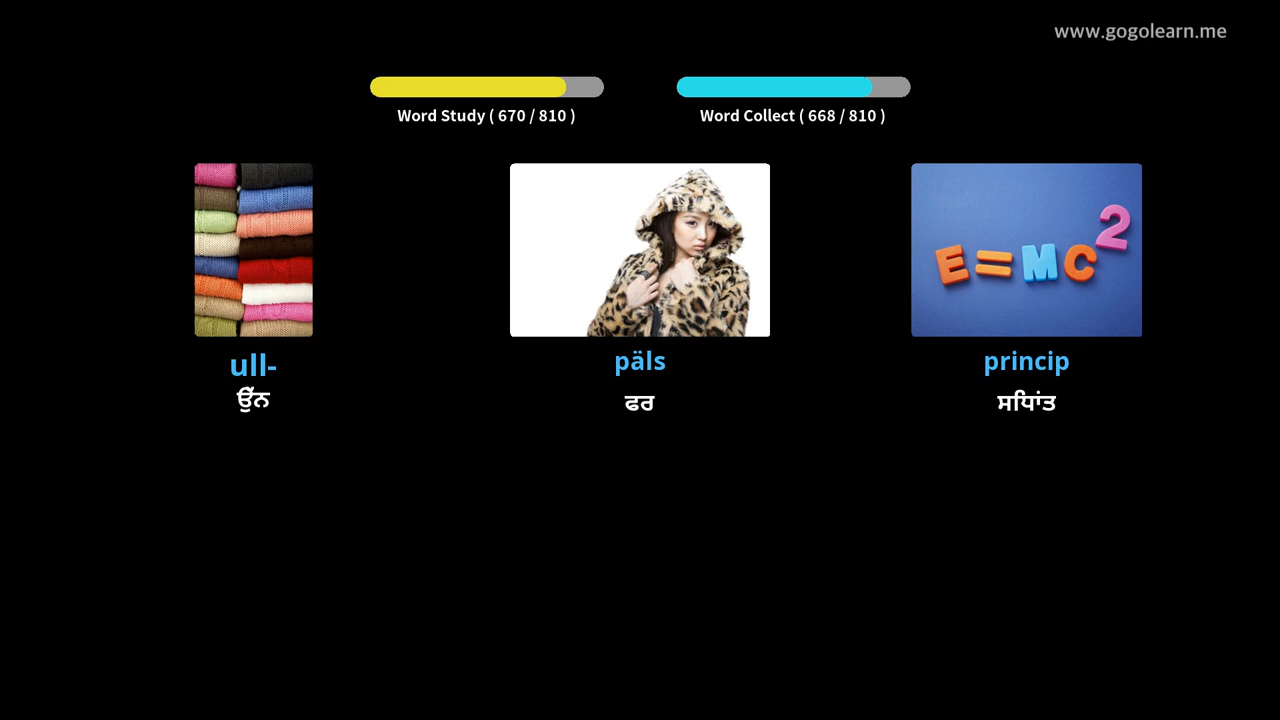 www.gogolearn.me
Word Study ( 670 / 810 )
Word Collect ( 668 / 810 )
E=MC2
ull-
ਉੱਨ
päls
ਫਰ
princip
ਸਧਿਾਂਤ